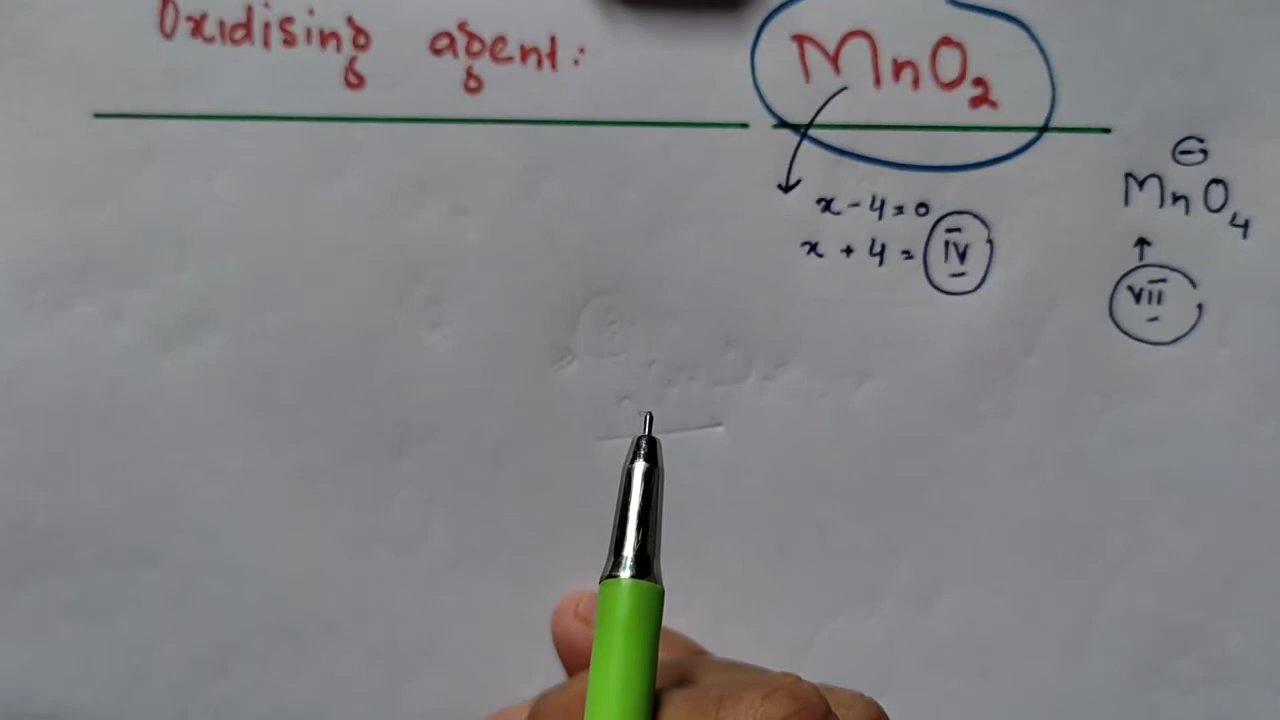 Oxidising agent: MnO₂
x - 4 = 0
x + 4 = IV
MnO₄⊖
↑
VII